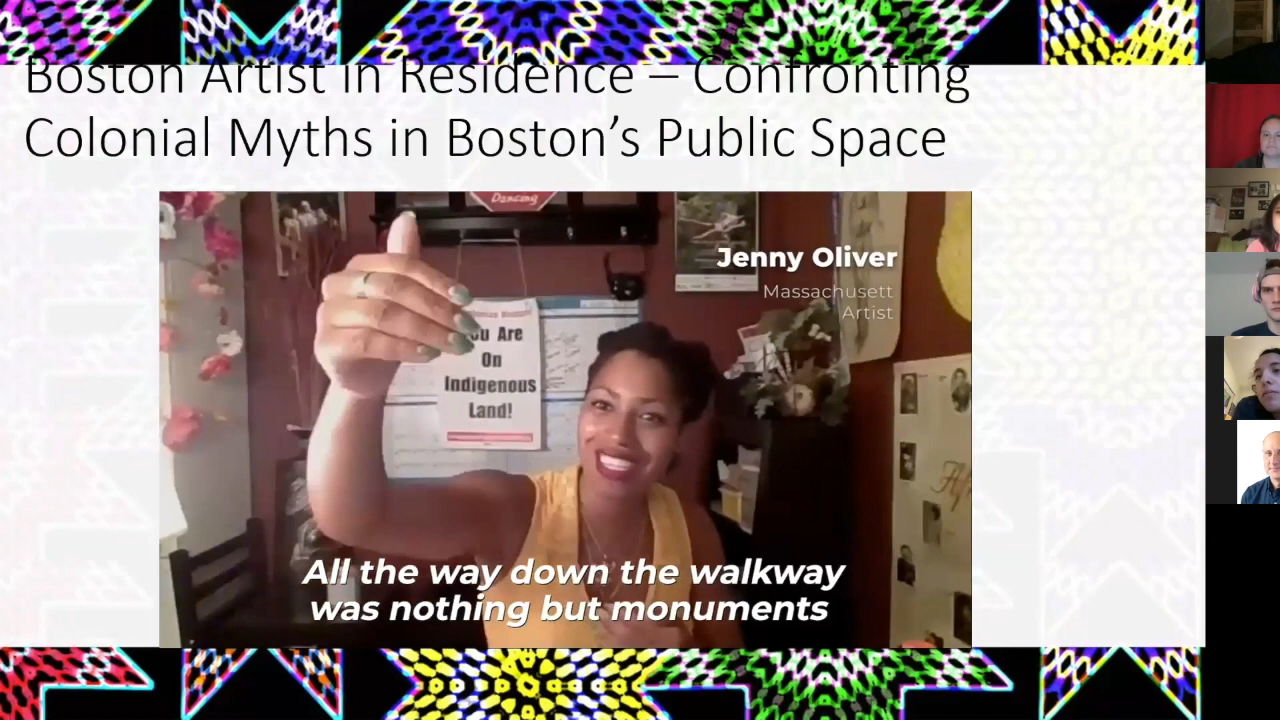 Boston Artist in Residence – Confronting
Colonial Myths in Boston's Public Space
Dancing
Jenny Oliver
Massachusett
Artist
You Are
On
Indigenous
Land!
All the way down the walkway
was nothing but monuments